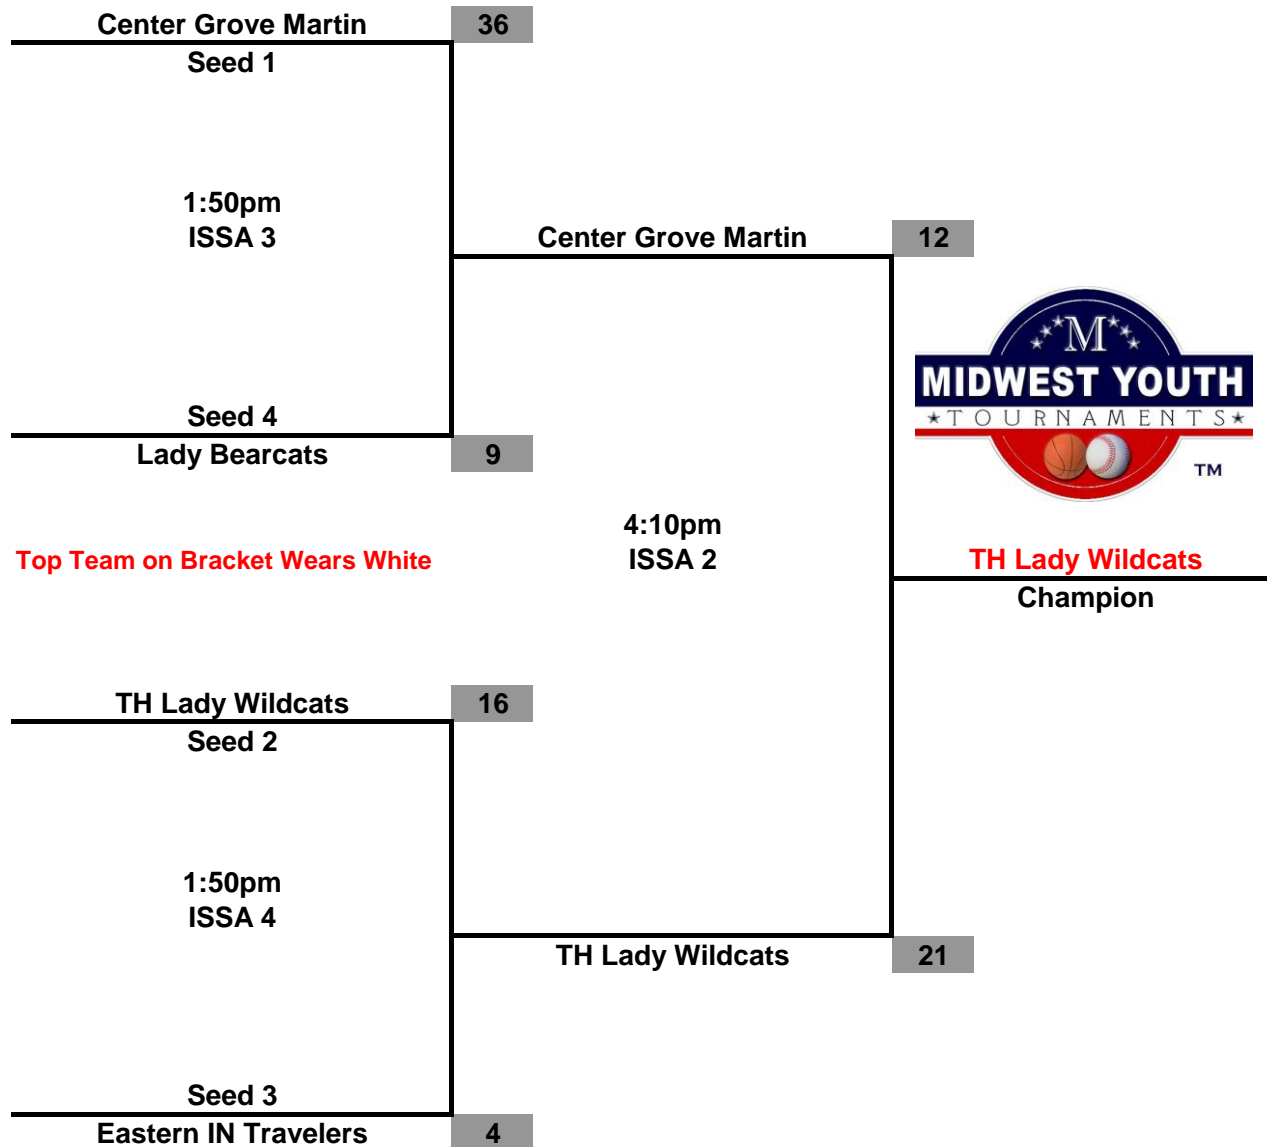 Center Grove Martin 36
Seed 1
1:50pm
ISSA 3
Center Grove Martin 12
M
MIDWEST YOUTH
TOURNAMENTS
TM
Seed 4
Lady Bearcats 9
4:10pm
Top Team on Bracket Wears White
ISSA 2
TH Lady Wildcats
Champion
TH Lady Wildcats 16
Seed 2
1:50pm
ISSA 4
TH Lady Wildcats 21
Seed 3
Eastern IN Travelers 4